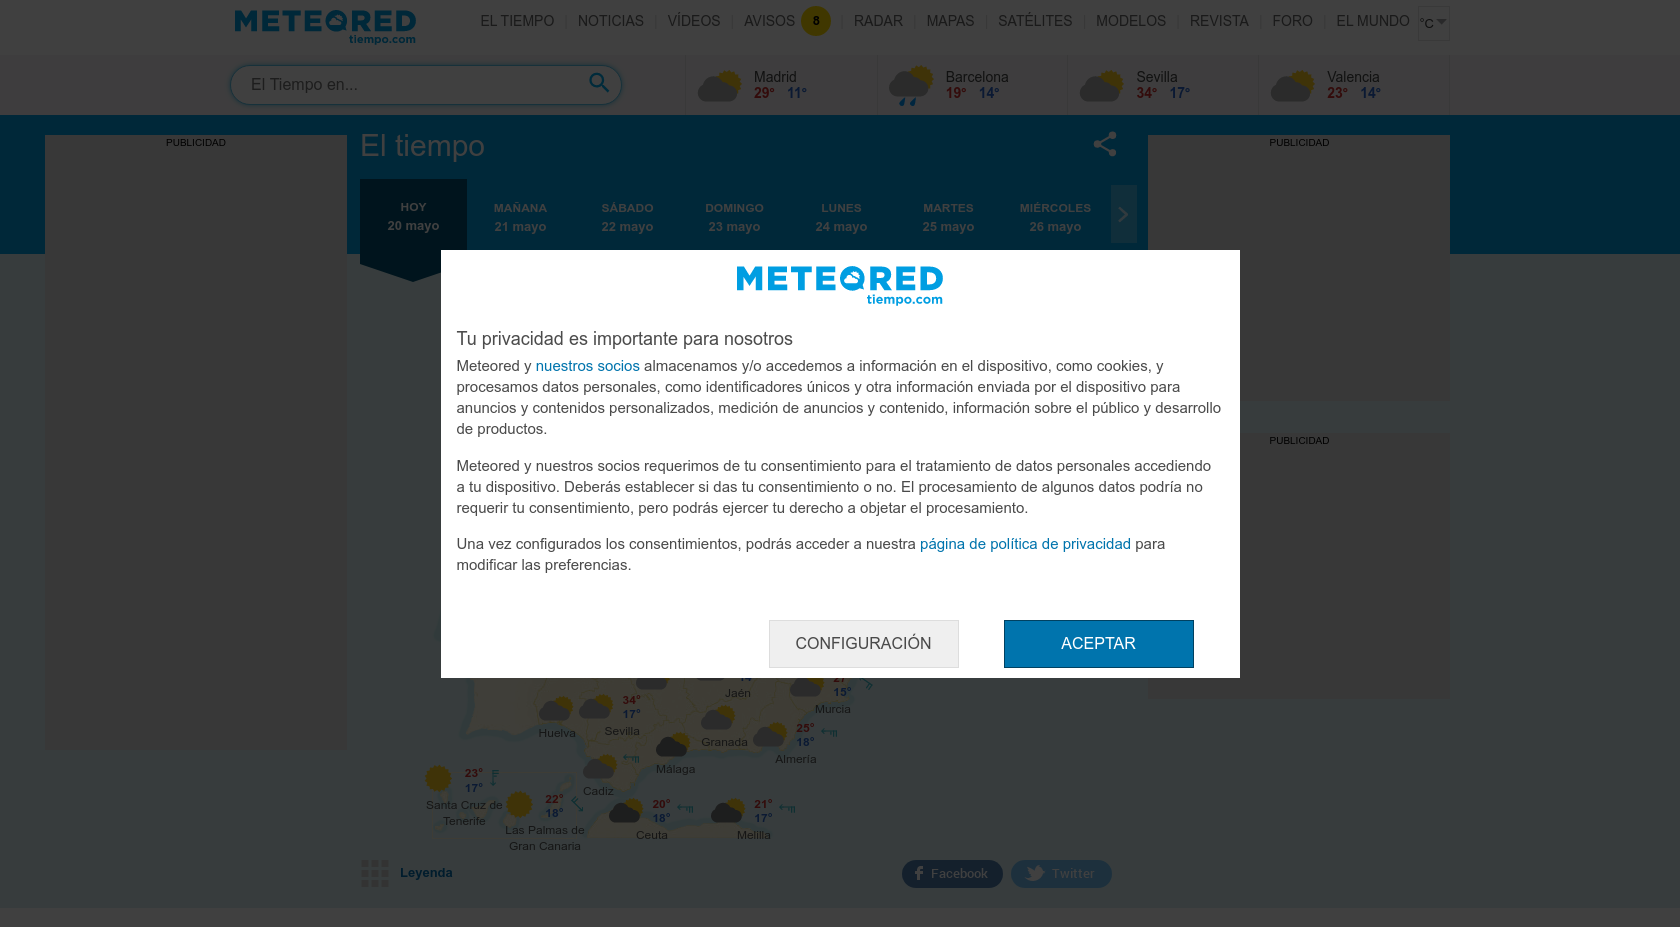 METEORED
tiempo.com
EL TIEMPO
NOTICIAS
VÍDEOS
AVISOS 8
RADAR
MAPAS
SATÉLITES
MODELOS
REVISTA
FORO
EL MUNDO
°C
El Tiempo en...
Madrid
29° 11°
Barcelona
19° 14°
Sevilla
34° 17°
Valencia
23° 14°
PUBLICIDAD
El tiempo
PUBLICIDAD
HOY
20 mayo
MAÑANA
21 mayo
SÁBADO
22 mayo
DOMINGO
23 mayo
LUNES
24 mayo
MARTES
25 mayo
MIÉRCOLES
26 mayo
METEORED
tiempo.com
Tu privacidad es importante para nosotros
Meteored y nuestros socios almacenamos y/o accedemos a información en el dispositivo, como cookies, y
procesamos datos personales, como identificadores únicos y otra información enviada por el dispositivo para
anuncios y contenidos personalizados, medición de anuncios y contenido, información sobre el público y desarrollo
de productos.
Meteored y nuestros socios requerimos de tu consentimiento para el tratamiento de datos personales accediendo
a tu dispositivo. Deberás establecer si das tu consentimiento o no. El procesamiento de algunos datos podría no
requerir tu consentimiento, pero podrás ejercer tu derecho a objetar el procesamiento.
Una vez configurados los consentimientos, podrás acceder a nuestra página de política de privacidad para
modificar las preferencias.
CONFIGURACIÓN
ACEPTAR
PUBLICIDAD
Jaén
15°
Murcia
34°
17°
Huelva
Sevilla
Granada
25°
18°
Almería
Málaga
Cadiz
23°
17°
Santa Cruz de
Tenerife
22°
18°
Las Palmas de
Gran Canaria
20°
18°
Ceuta
21°
17°
Melilla
Leyenda
Facebook
Twitter